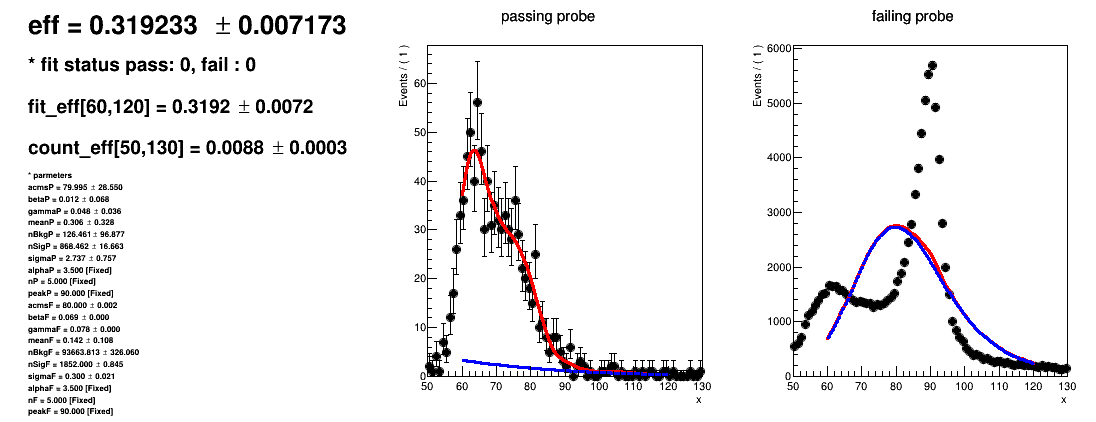 eff = 0.319233 ± 0.007173
* fit status pass: 0, fail : 0
fit_eff[60,120] = 0.3192 ± 0.0072
count_eff[50,130] = 0.0088 ± 0.0003
* parmeters
acmsP = 79.995 ± 28.550
betaP = 0.012 ± 0.068
gammaP = 0.048 ± 0.036
meanP = 0.306 ± 0.328
nBkgP = 126.461 ± 96.877
nSigP = 868.462 ± 16.663
sigmaP = 2.737 ± 0.757
alphaP = 3.500 [Fixed]
nP = 5.000 [Fixed]
peakP = 90.000 [Fixed]
acmsF = 80.000 ± 0.002
betaF = 0.069 ± 0.000
gammaF = 0.078 ± 0.000
meanF = 0.142 ± 0.108
nBkgF = 93663.813 ± 326.060
nSigF = 1852.000 ± 0.845
sigmaF = 0.300 ± 0.021
alphaF = 3.500 [Fixed]
nF = 5.000 [Fixed]
peakF = 90.000 [Fixed]
passing probe
Events / ( 1 )
60
50
40
30
20
10
0
50 60 70 80 90 100 110 120 130
x
failing probe
Events / ( 1 )
6000
5000
4000
3000
2000
1000
0
50 60 70 80 90 100 110 120 130
x